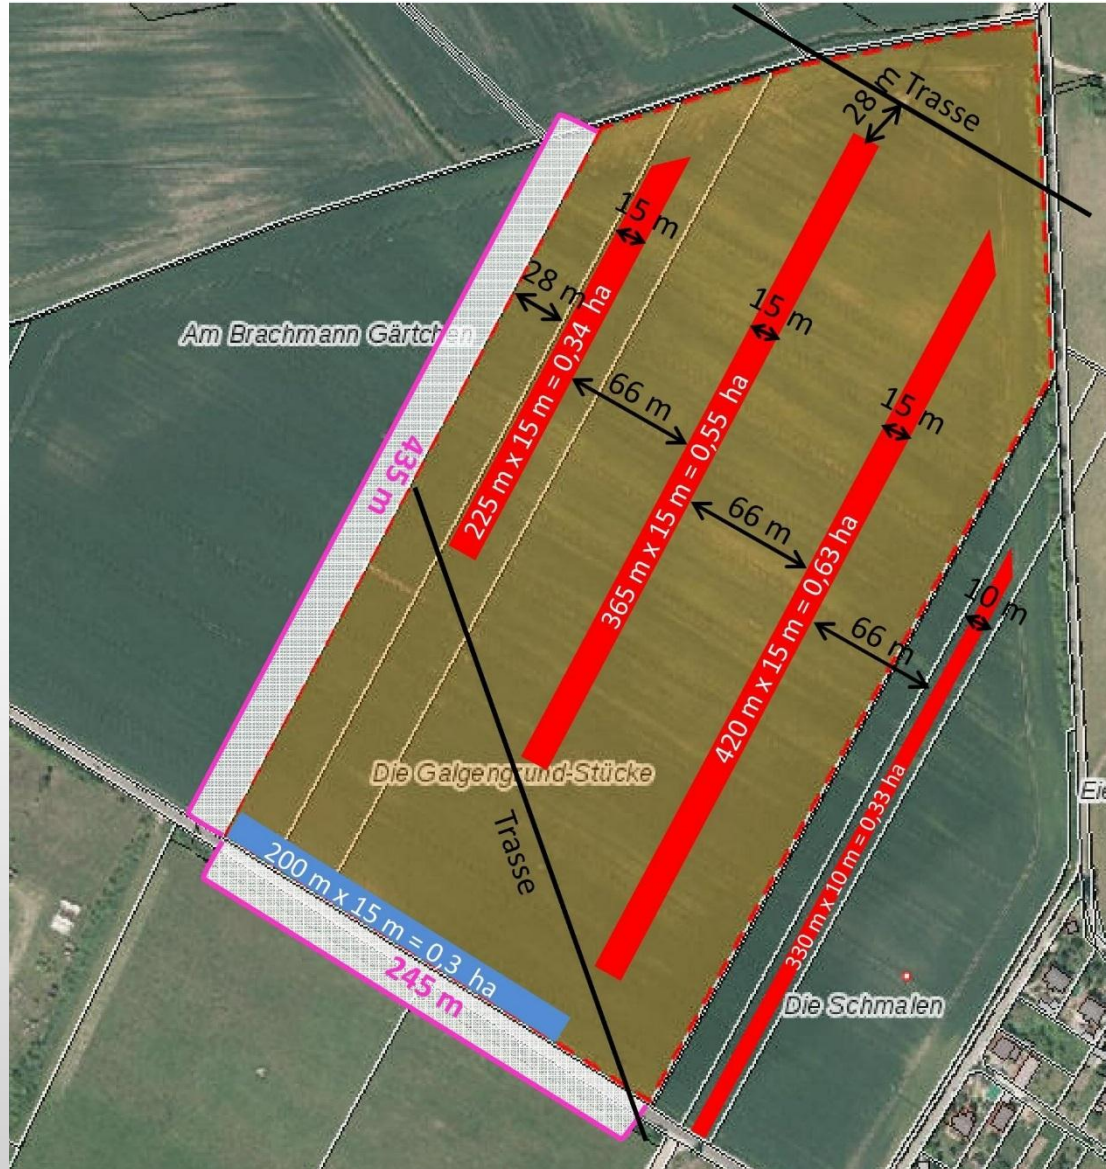 28 m
Trasse
15 m
28 m
Am Brachmann Gärtchen
225 m x 15 m = 0,34 ha
15 m
66 m
365 m x 15 m = 0,55 ha
15 m
435 m
66 m
420 m x 15 m = 0,63 ha
10 m
66 m
330 m x 10 m = 0,33 ha
Die Galgengrund-Stücke
Eie
Trasse
200 m x 15 m = 0,3 ha
245 m
Die Schmalen